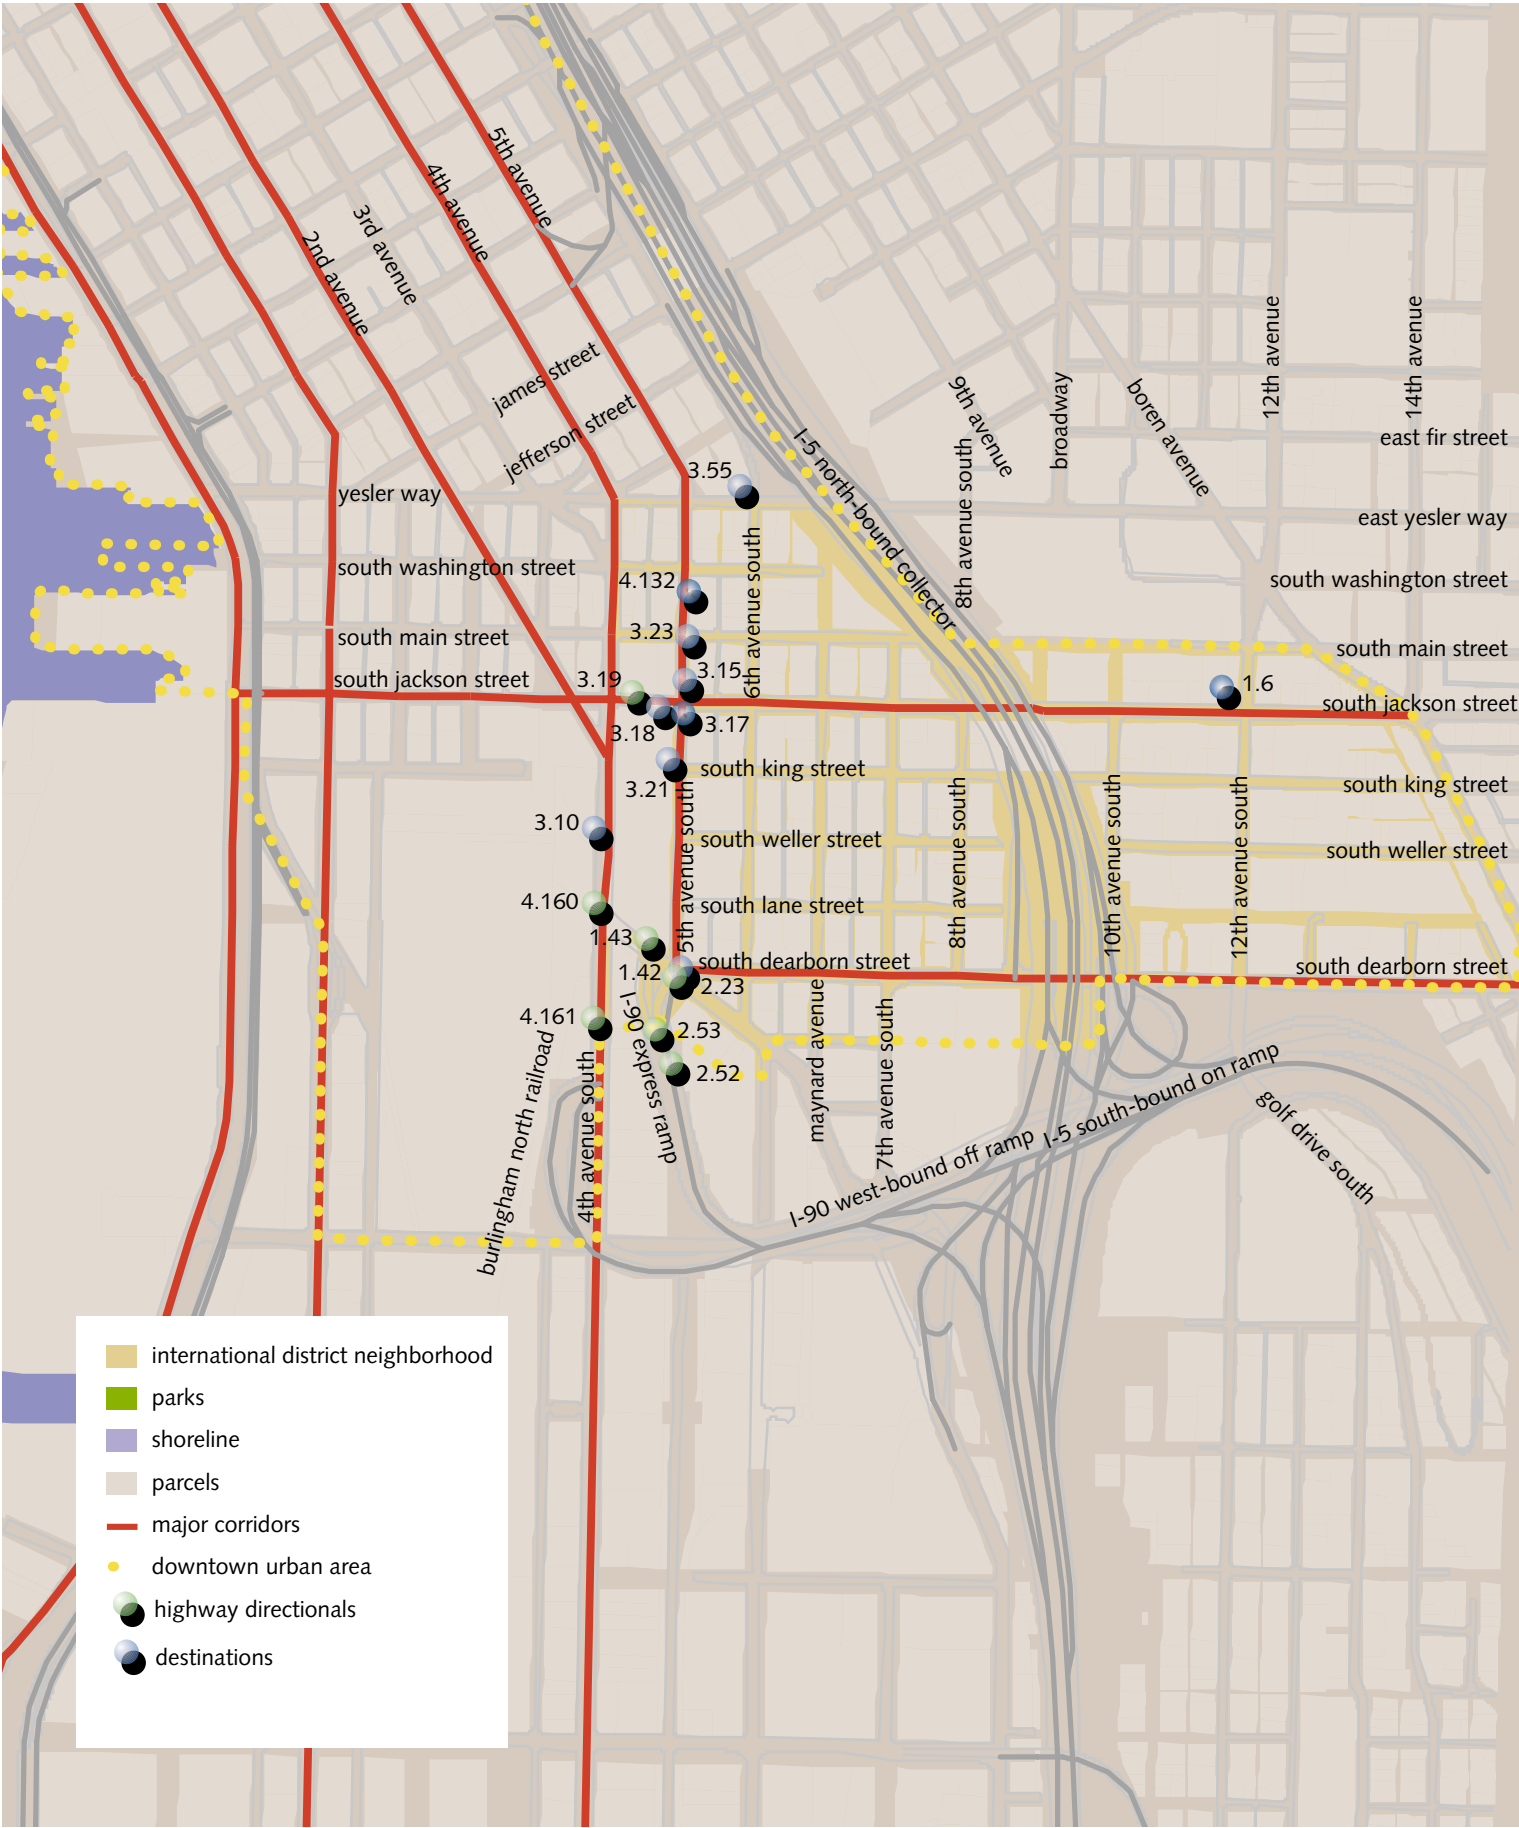 5th avenue
4th avenue
3rd avenue
2nd avenue
james street
jefferson street
12th avenue
14th avenue
9th avenue
broadway
boren avenue
east fir street
I-5 north-bound collector
8th avenue south
3.55
yesler way
east yesler way
6th avenue south
south washington street
4.132
south washington street
3.23
south main street
south main street
3.15
south jackson street
3.19
1.6
south jackson street
3.18
3.17
south king street
3.21
south king street
5th avenue south
8th avenue south
10th avenue south
12th avenue south
3.10
south weller street
south weller street
4.160
south lane street
1.43
south dearborn street
1.42
south dearborn street
2.23
4.161
I-90 express ramp
2.53
2.52
maynard avenue
7th avenue south
burlingham north railroad
4th avenue south
I-90 west-bound off ramp
I-5 south-bound on ramp
golf drive south
international district neighborhood
parks
shoreline
parcels
major corridors
downtown urban area
highway directionals
destinations